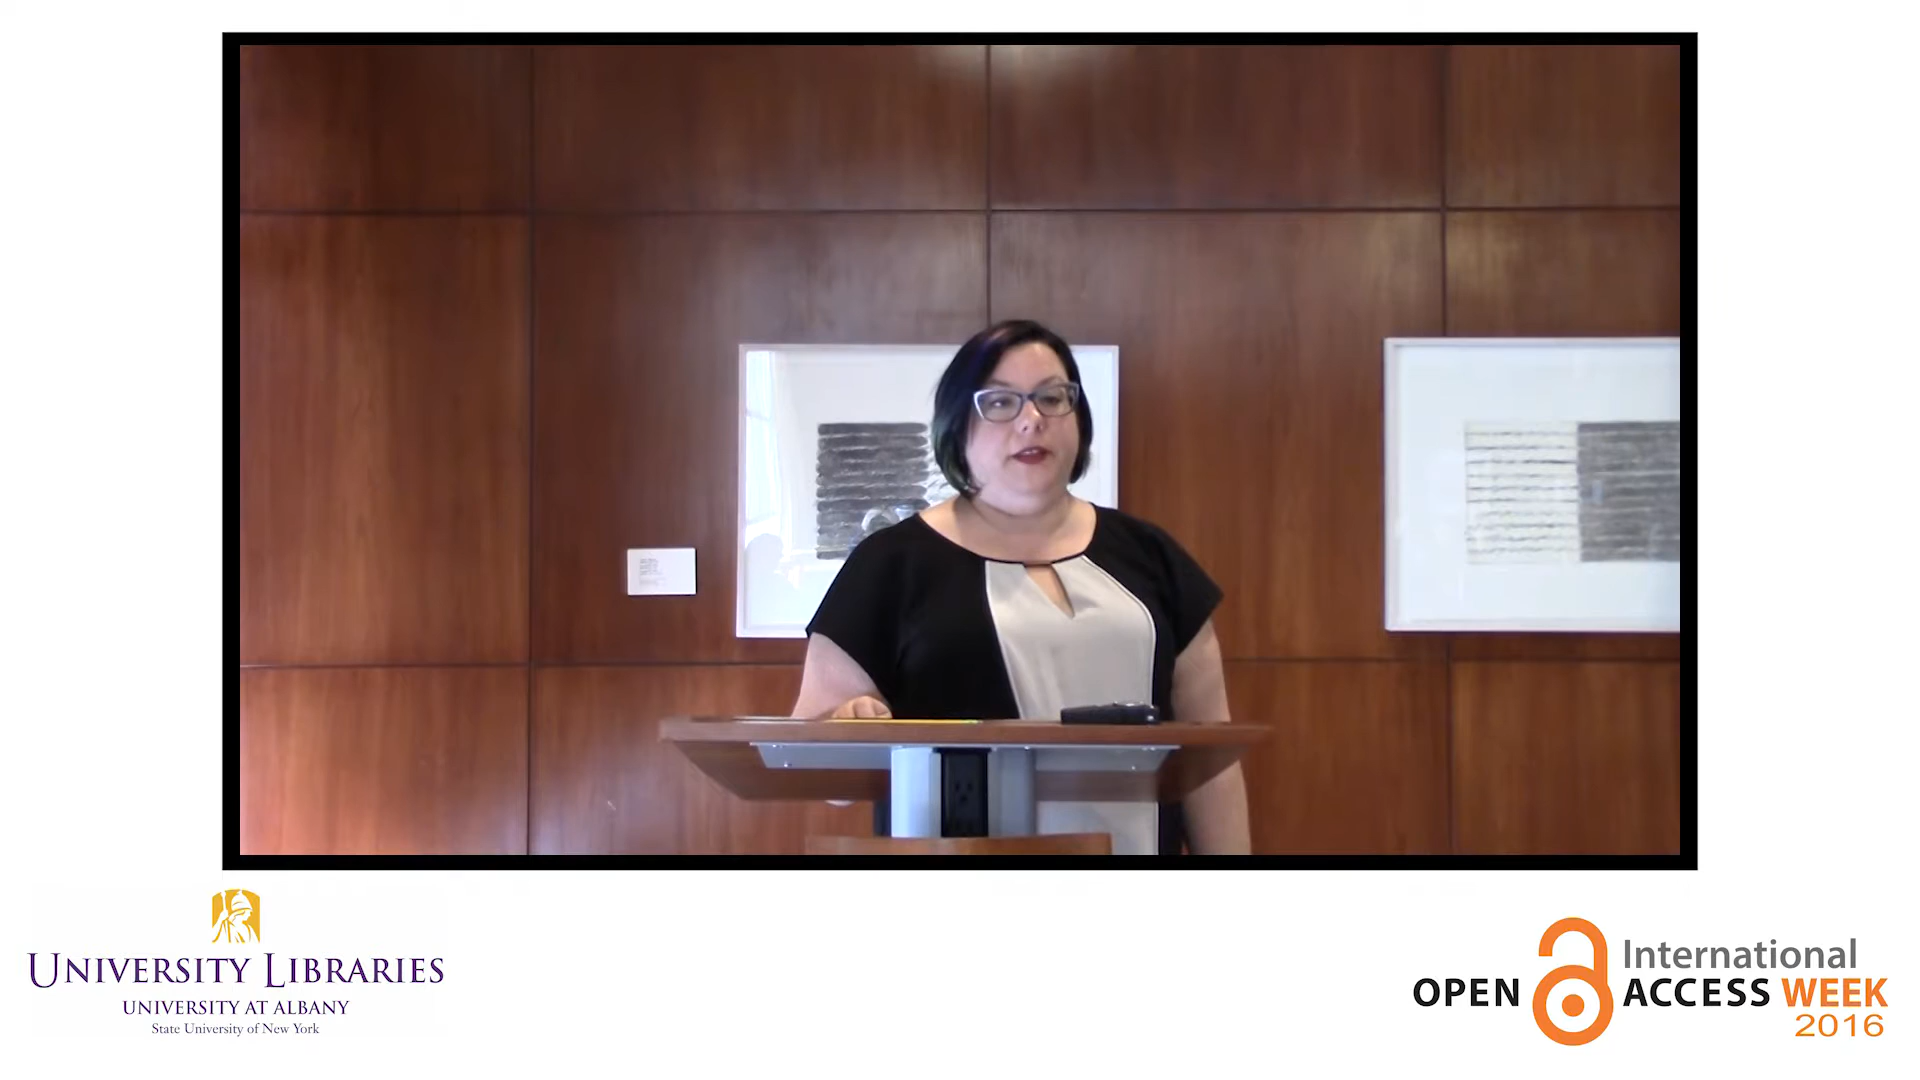 UNIVERSITY LIBRARIES
UNIVERSITY AT ALBANY
State University of New York
International
OPEN ACCESS WEEK
2016